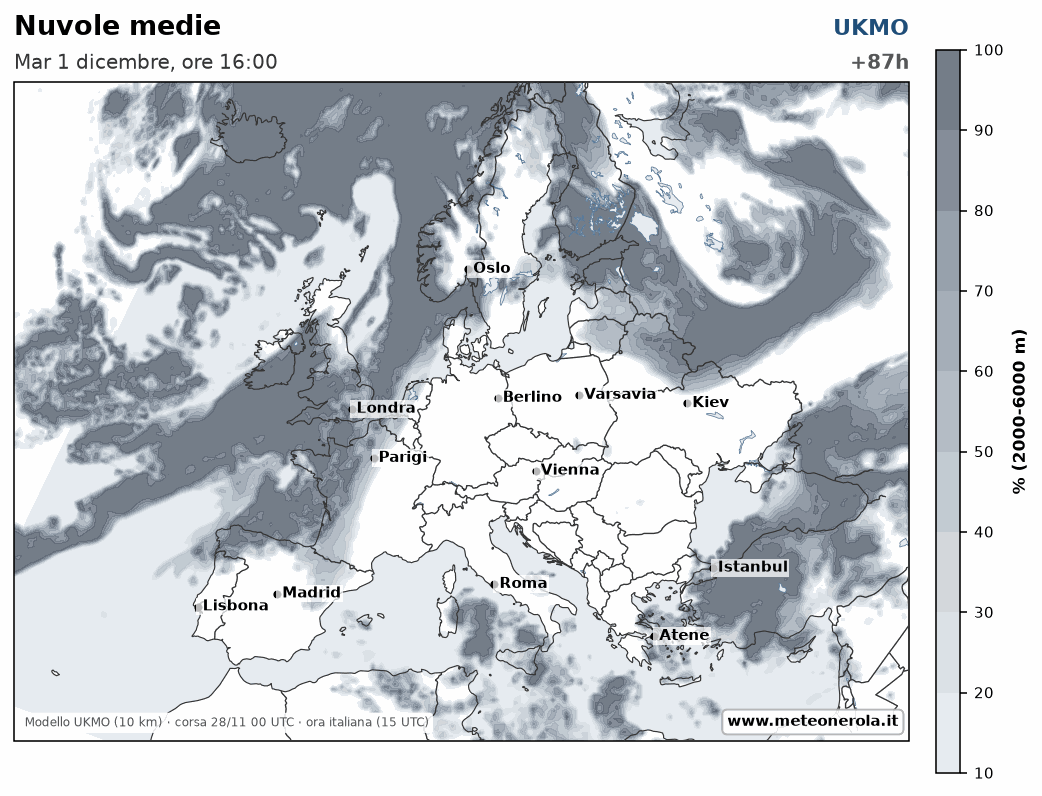 Nuvole medie
UKMO
Mar 1 dicembre, ore 16:00
+87h
100
90
80
70
60
50
40
30
20
10
% (2000-6000 m)
Oslo
Berlino
Varsavia
Kiev
Londra
Parigi
Vienna
Istanbul
Roma
Madrid
Lisbona
Atene
Modello UKMO (10 km) · corsa 28/11 00 UTC · ora italiana (15 UTC)
www.meteonerola.it